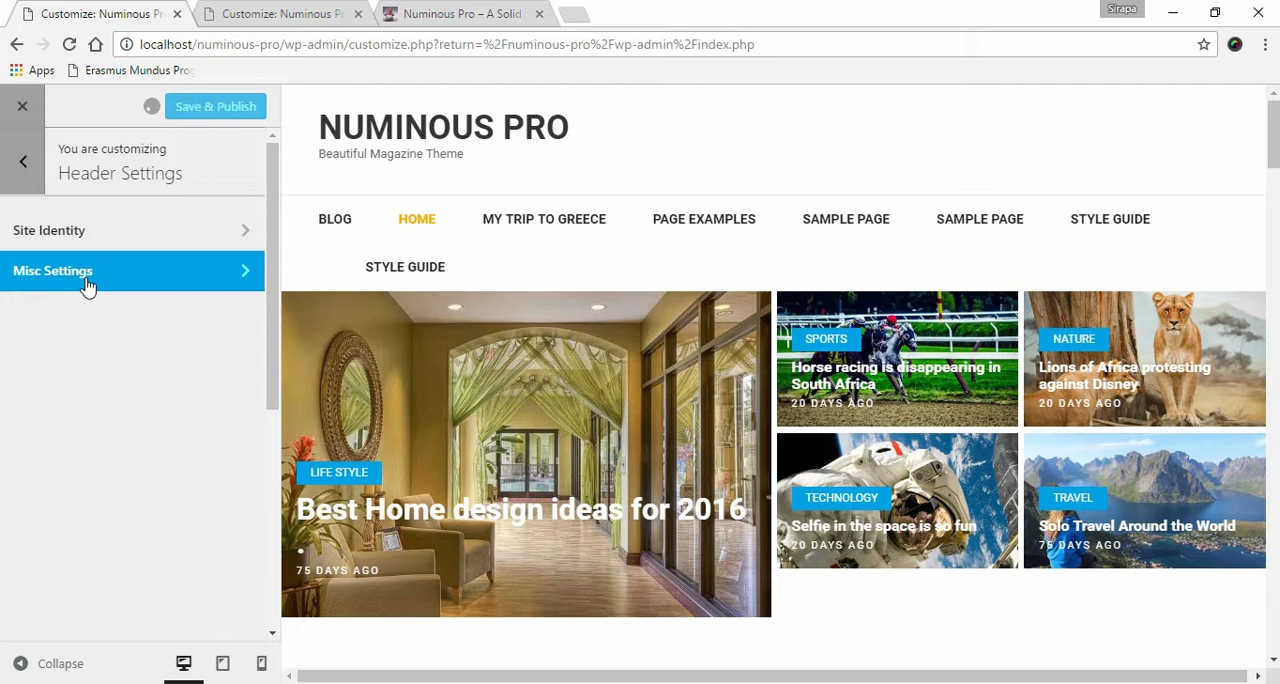 Customize: Numinous Pr
Customize: Numinous Pr
Numinous Pro – A Solid
Sirapa
localhost/numinous-pro/wp-admin/customize.php?return=%2Fnuminous-pro%2Fwp-admin%2Findex.php
Apps
Erasmus Mundus Prog
Save & Publish
You are customizing
Header Settings
Site Identity
Misc Settings
Collapse
NUMINOUS PRO
Beautiful Magazine Theme
BLOG HOME MY TRIP TO GREECE PAGE EXAMPLES SAMPLE PAGE SAMPLE PAGE STYLE GUIDE
STYLE GUIDE
LIFE STYLE
Best Home design ideas for 2016
.
75 DAYS AGO
SPORTS
Horse racing is disappearing in
South Africa
20 DAYS AGO
NATURE
Lions of Africa protesting
against Disney
20 DAYS AGO
TECHNOLOGY
Selfie in the space is so fun
20 DAYS AGO
TRAVEL
Solo Travel Around the World
75 DAYS AGO